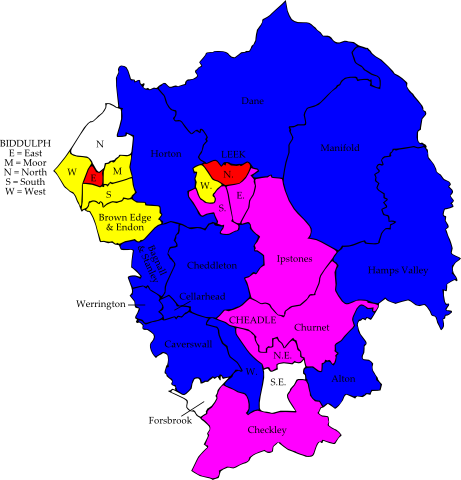 Dane
BIDDULPH
E = East
M = Moor
N = North
S = South
W = West
N
Horton
LEEK
Manifold
W
E
M
N.
S
W.
E.
S.
Brown Edge
& Endon
Bagnall
& Stanley
Cheddleton
Ipstones
Hamps Valley
Werrington
Cellarhead
CHEADLE
Churnet
Caverswall
N.E.
W.
S.E.
Alton
Forsbrook
Checkley